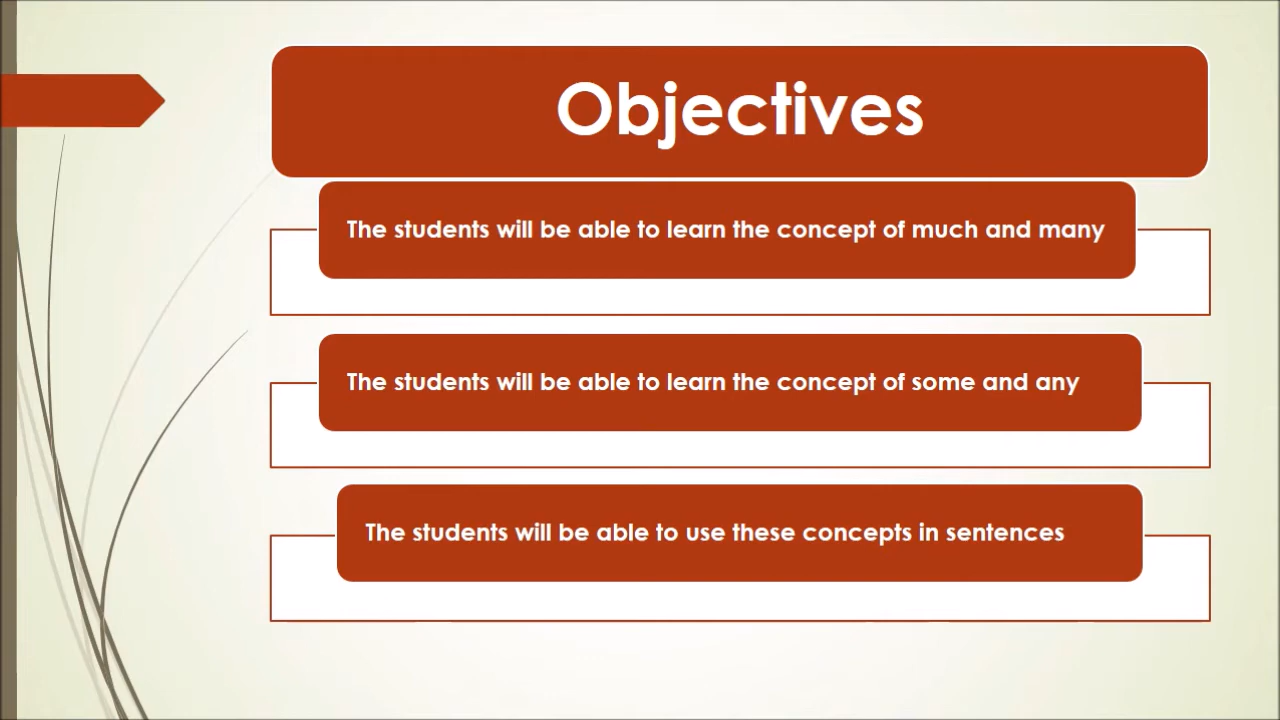 Objectives
The students will be able to learn the concept of much and many
The students will be able to learn the concept of some and any
The students will be able to use these concepts in sentences